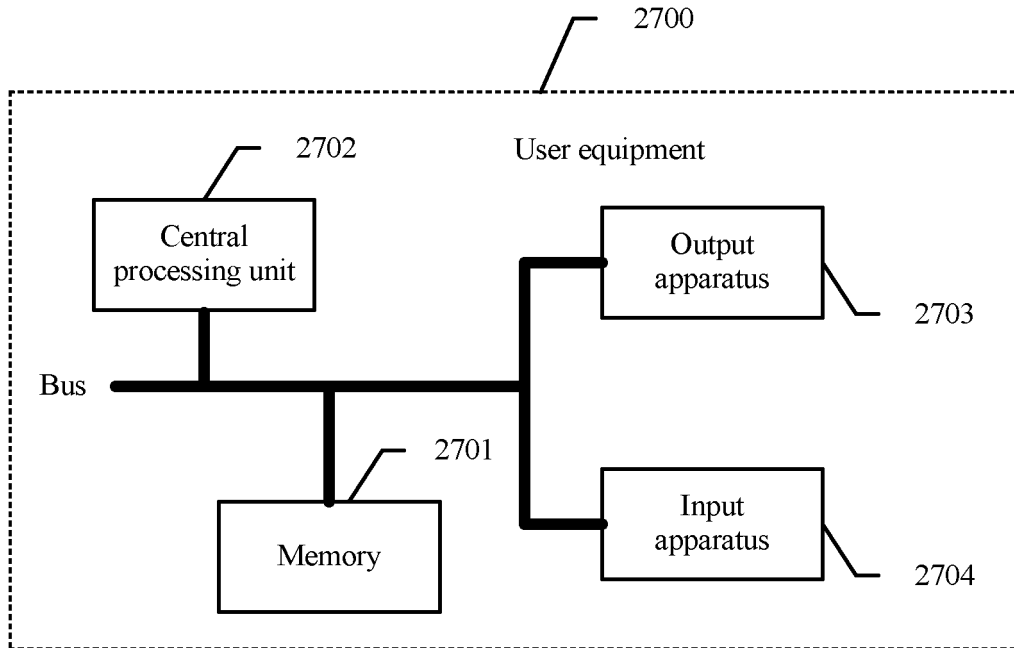 2700
2702
User equipment
Central
processing unit
Output
apparatus
2703
Bus
2701
Memory
Input
apparatus
2704